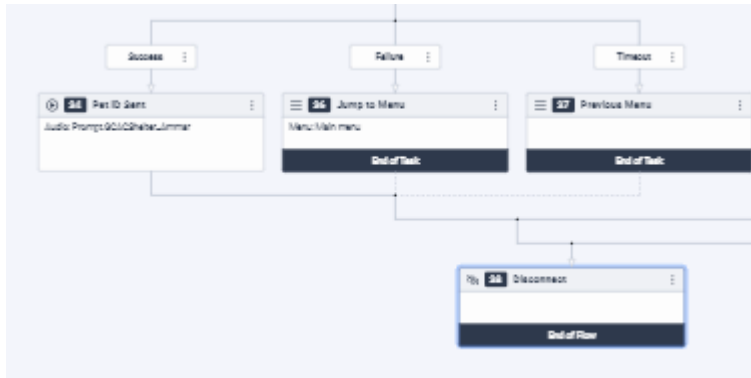 Success
Failure
Timeout
34 Pet ID Sent
36 Jump to Menu
37 Previous Menu
Audio: Prompt.
Menu: Main menu
End of Task
End of Task
38 Disconnect
End of Flow